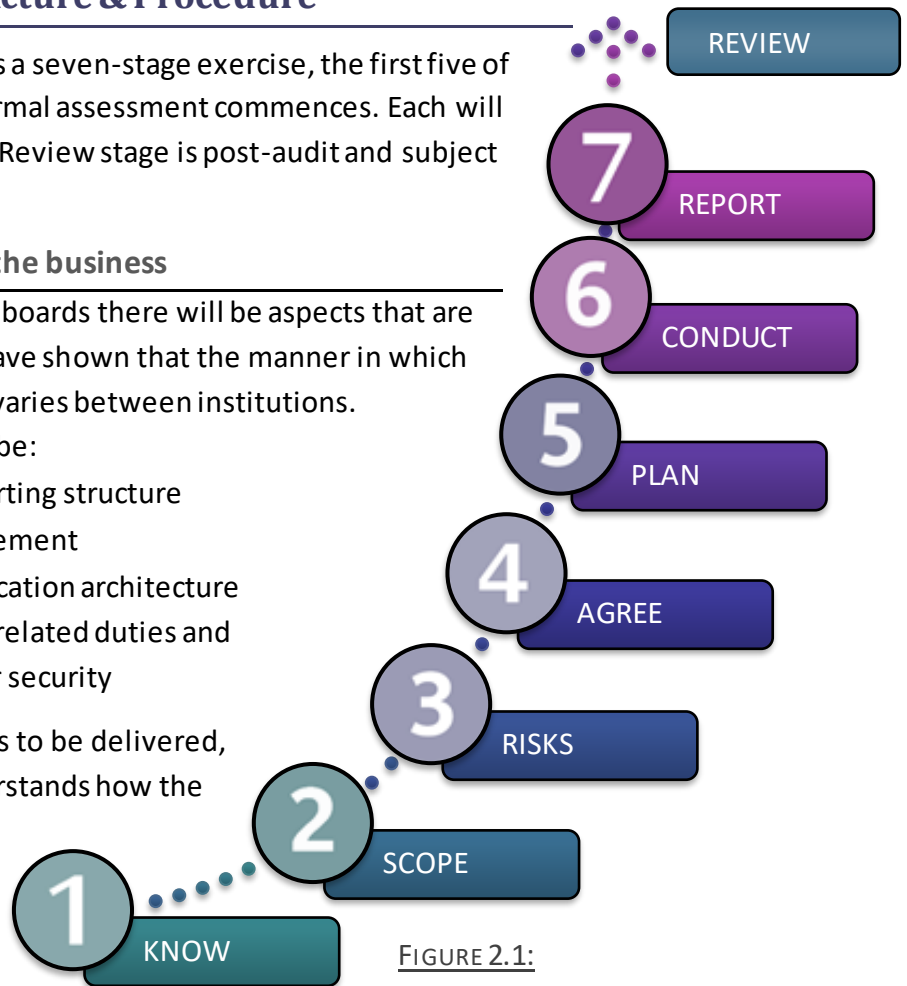 cture & Procedure
s a seven-stage exercise, the first five of
rmal assessment commences. Each will
Review stage is post-audit and subject
the business
boards there will be aspects that are
ave shown that the manner in which
varies between institutions.
be:
rting structure
ement
cation architecture
related duties and
r security
s to be delivered,
rstands how the
REVIEW
7
REPORT
6
CONDUCT
5
PLAN
4
AGREE
3
RISKS
2
SCOPE
1
KNOW
FIGURE 2.1: